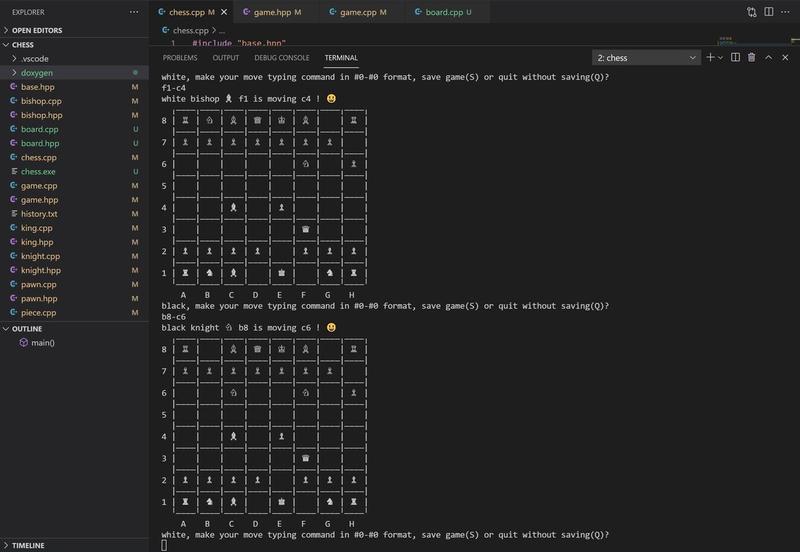 EXPLORER
OPEN EDITORS
CHESS
.vscode
doxygen
base.hpp M
bishop.cpp M
bishop.hpp M
board.cpp U
board.hpp U
chess.cpp M
chess.exe U
game.cpp M
game.hpp M
history.txt M
king.cpp M
king.hpp M
knight.cpp M
knight.hpp M
pawn.cpp M
pawn.hpp M
piece.cpp M
OUTLINE
main()
TIMELINE
chess.cpp M game.hpp M game.cpp M board.cpp U
chess.cpp > ...
1 #include "base.hpp"
PROBLEMS OUTPUT DEBUG CONSOLE TERMINAL 2: chess
white, make your move typing command in #0-#0 format, save game(S) or quit without saving(Q)?
f1-c4
white bishop ♝ f1 is moving c4 ! 😃
8 ♖ ♘ ♗ ♕ ♔ ♗ ♖
7 ♗ ♗ ♗ ♗ ♗ ♗ ♗
6 ♘ ♗
5
4 ♝ ♝
3 ♕
2 ♝ ♝ ♝ ♝ ♝ ♝ ♝
1 ♜ ♞ ♝ ♚ ♞ ♜
A B C D E F G H
black, make your move typing command in #0-#0 format, save game(S) or quit without saving(Q)?
b8-c6
black knight ♘ b8 is moving c6 ! 😃
8 ♖ ♗ ♕ ♔ ♗ ♖
7 ♗ ♗ ♗ ♗ ♗ ♗ ♗
6 ♘ ♘ ♗
5
4 ♝ ♝
3 ♕
2 ♝ ♝ ♝ ♝ ♝ ♝ ♝
1 ♜ ♞ ♝ ♚ ♞ ♜
A B C D E F G H
white, make your move typing command in #0-#0 format, save game(S) or quit without saving(Q)?